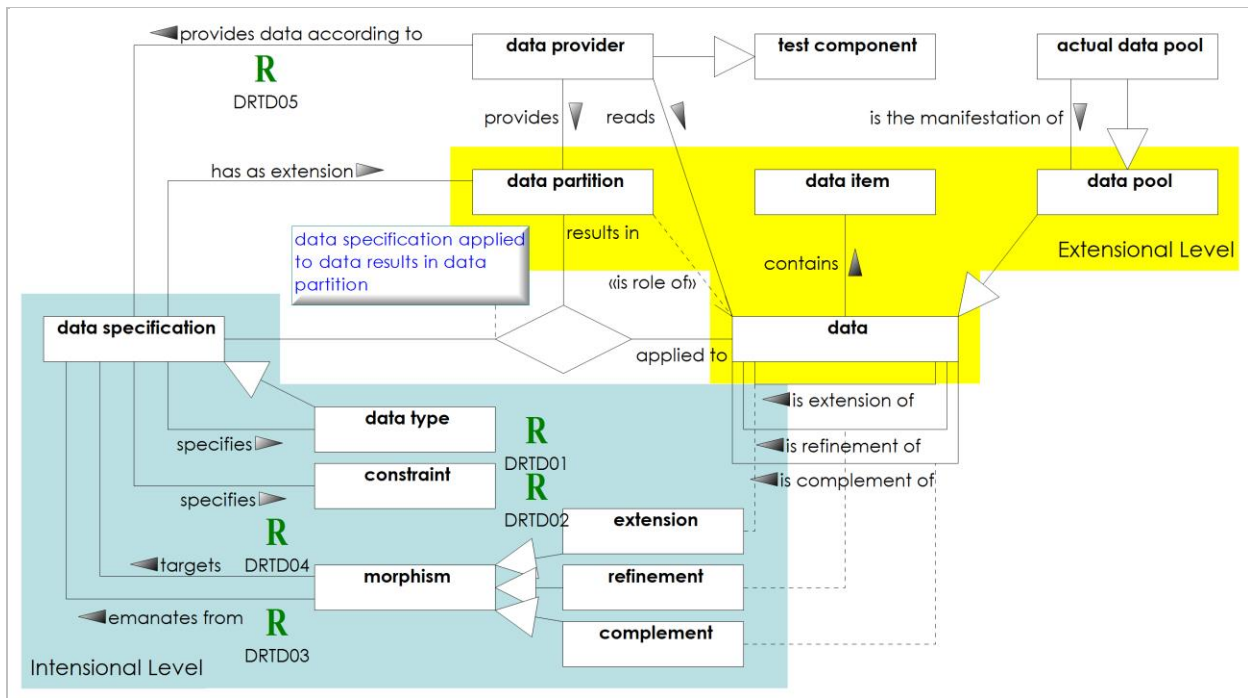 provides data according to
data provider
test component
actual data pool
R
DRTD05
provides
reads
is the manifestation of
has as extension
data partition
data item
data pool
results in
data specification applied
to data results in data
partition
contains
Extensional Level
«is role of»
data specification
data
applied to
is extension of
data type
R
is refinement of
specifies
DRTD01
constraint
R
is complement of
specifies
DRTD02
extension
R
targets
DRTD04
morphism
refinement
emanates from
R
complement
DRTD03
Intensional Level